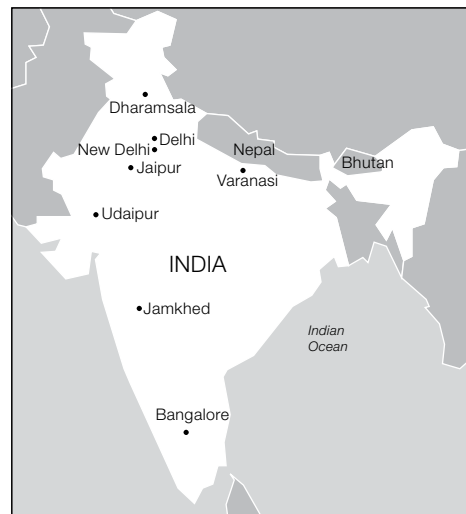 Dharamsala
Delhi
New Delhi
Nepal
Bhutan
Jaipur
Varanasi
Udaipur
INDIA
Jamkhed
Indian
Ocean
Bangalore